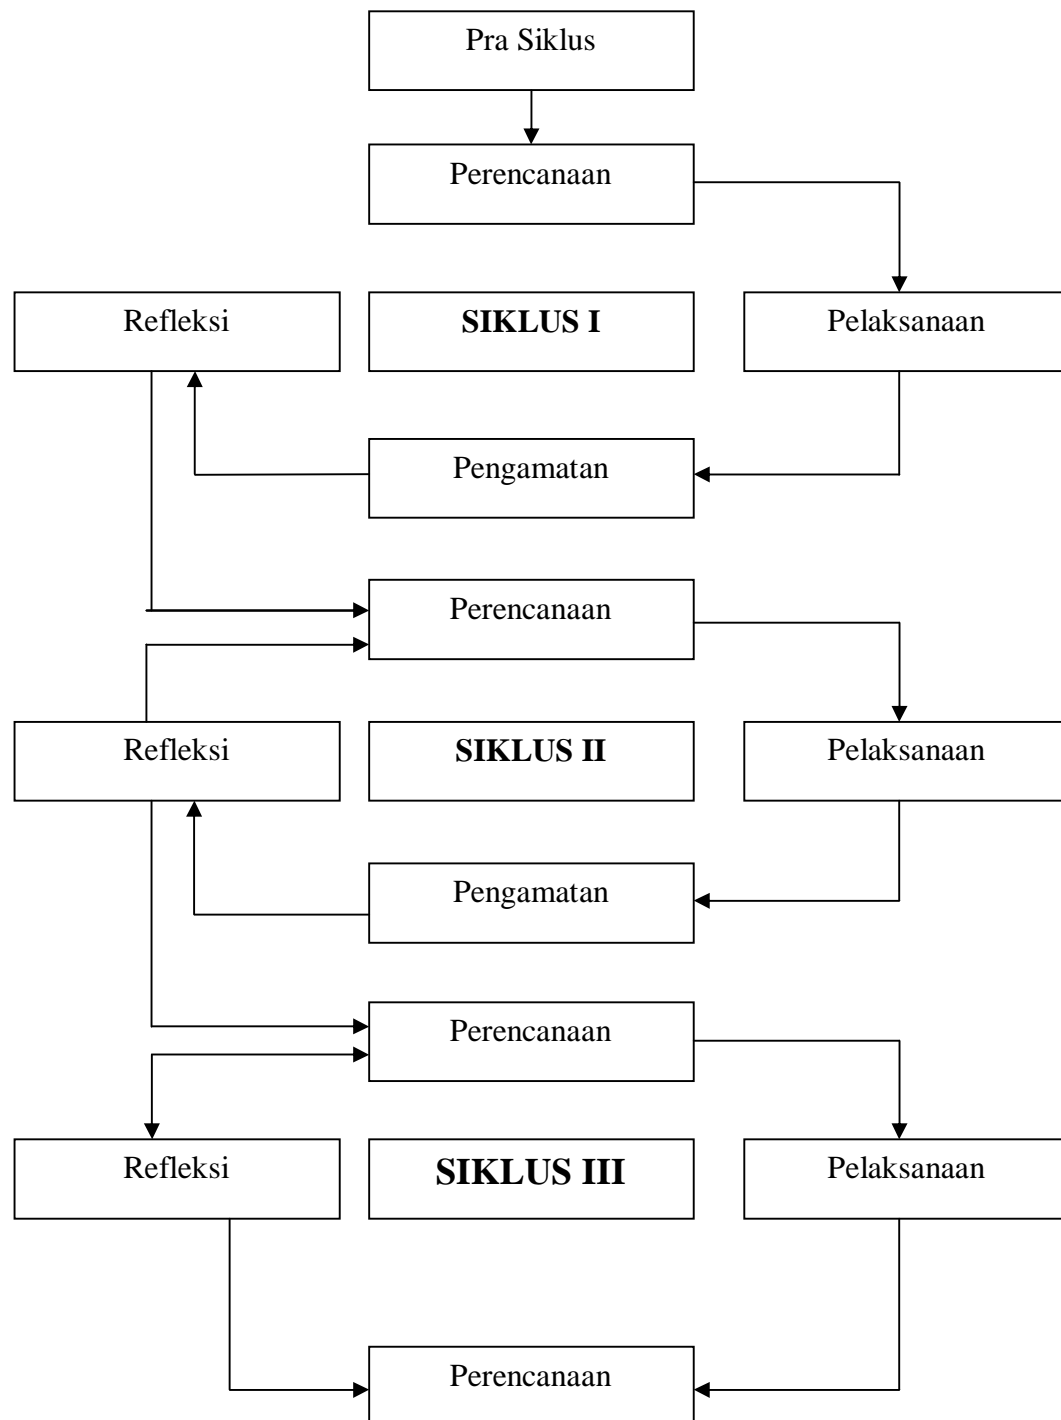 Pra Siklus
Perencanaan
Refleksi
SIKLUS I
Pelaksanaan
Pengamatan
Perencanaan
Refleksi
SIKLUS II
Pelaksanaan
Pengamatan
Perencanaan
Refleksi
SIKLUS III
Pelaksanaan
Perencanaan